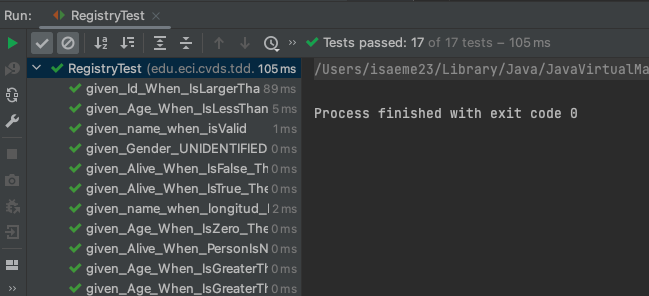 Run: RegistryTest
Tests passed: 17 of 17 tests – 105 ms
RegistryTest (edu.eci.cvds.tdd. 105 ms
/Users/isaeme23/Library/Java/JavaVirtualMa
given_Id_When_IsLargerTha 89 ms
given_Age_When_IsLessThan 5 ms
Process finished with exit code 0
given_name_when_isValid 1 ms
given_Gender_UNIDENTIFIED 0 ms
given_Alive_When_IsFalse_The 0 ms
given_Alive_When_IsTrue_The 0 ms
given_name_when_longitud_ 2 ms
given_Age_When_IsZero_The 0 ms
given_Alive_When_PersonIsN 0 ms
given_Age_When_IsGreaterTh 0 ms
given_Age_When_IsGreaterTh 0 ms